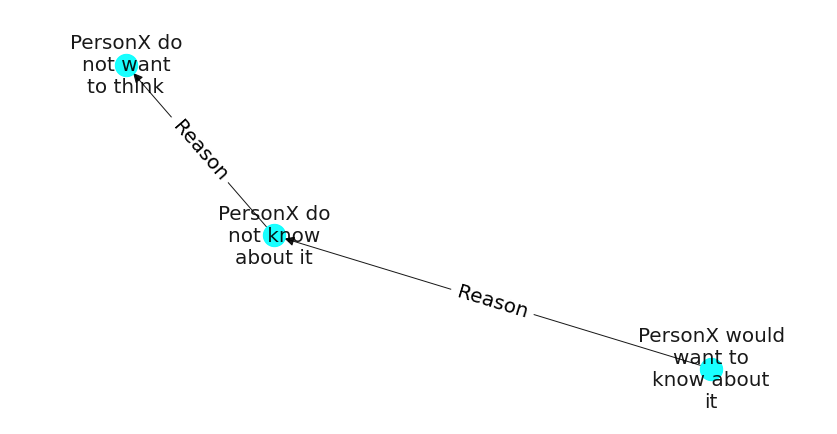 PersonX do
not want
to think
Reason
PersonX do
not know
about it
Reason
PersonX would
want to
know about
it